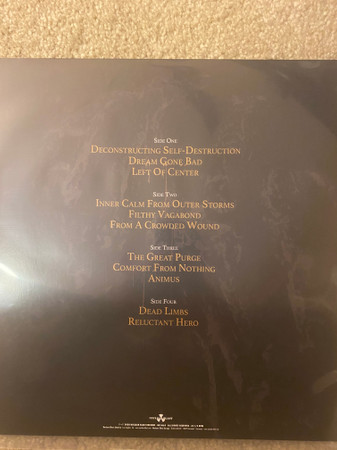 Side One
Deconstructing Self-Destruction
Dream Gone Bad
Left Of Center
Side Two
Inner Calm From Outer Storms
Filthy Vagabond
From A Crowded Wound
Side Three
The Great Purge
Comfort From Nothing
Animus
Side Four
Dead Limbs
Reluctant Hero